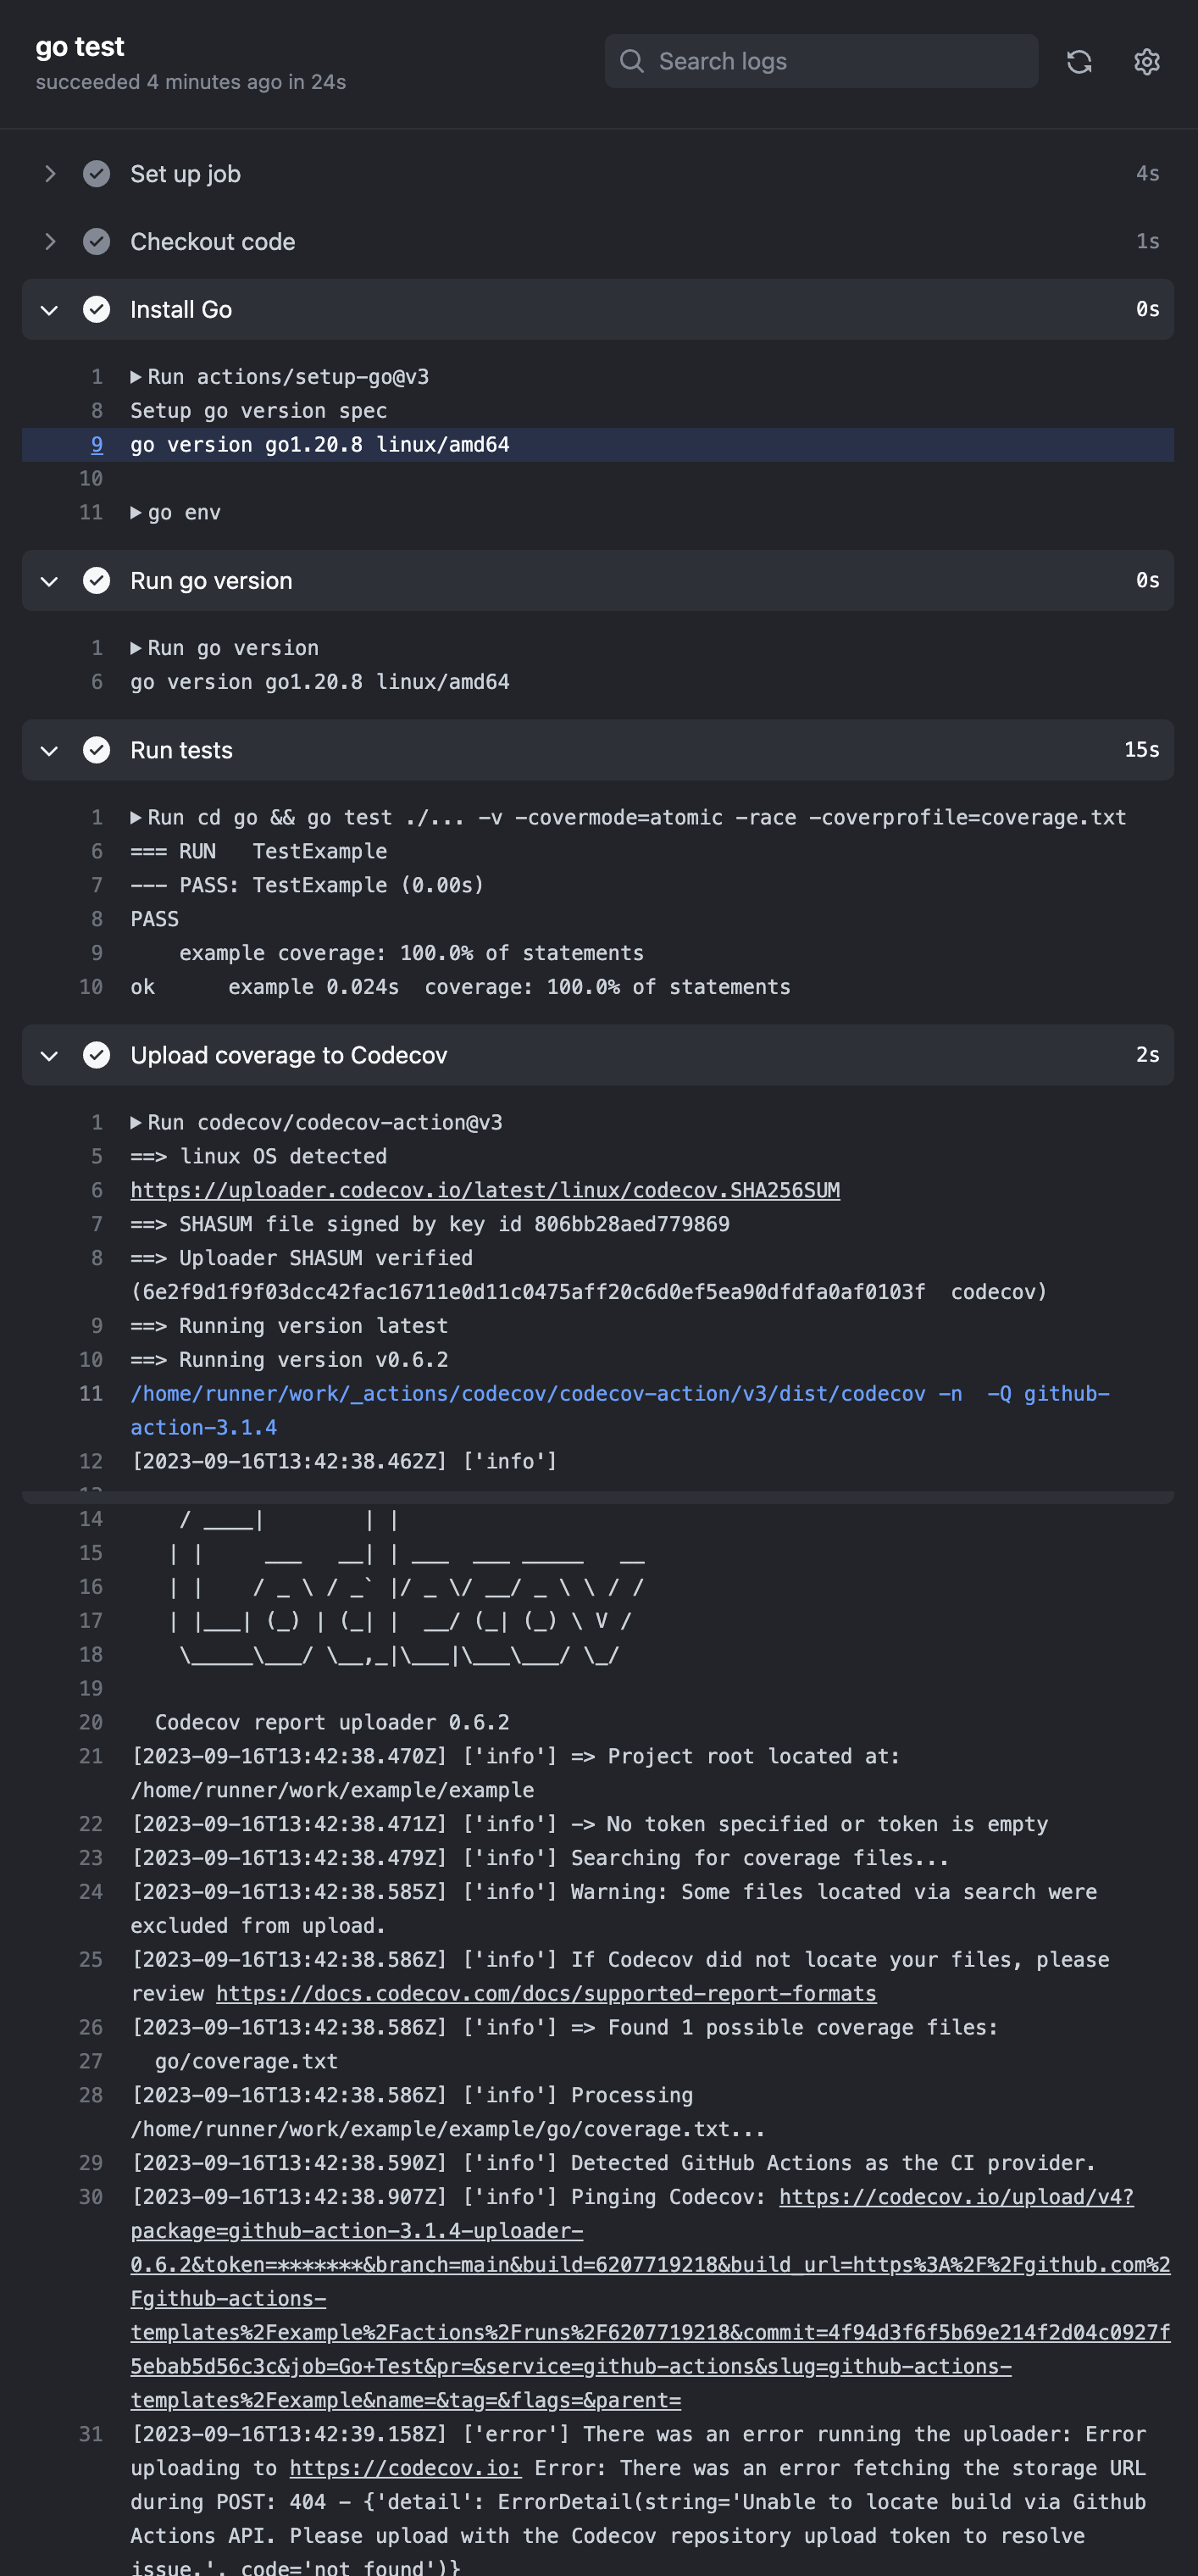 go test
succeeded 4 minutes ago in 24s
Search logs
Set up job 4s
Checkout code 1s
Install Go 0s
1 ▶ Run actions/setup-go@v3
8 Setup go version spec
9 go version go1.20.8 linux/amd64
10
11 ▶ go env
Run go version 0s
1 ▶ Run go version
6 go version go1.20.8 linux/amd64
Run tests 15s
1 ▶ Run cd go && go test ./... -v -covermode=atomic -race -coverprofile=coverage.txt
6 === RUN   TestExample
7 --- PASS: TestExample (0.00s)
8 PASS
9     example coverage: 100.0% of statements
10 ok      example 0.024s  coverage: 100.0% of statements
Upload coverage to Codecov 2s
1 ▶ Run codecov/codecov-action@v3
5 ==> linux OS detected
6 https://uploader.codecov.io/latest/linux/codecov.SHA256SUM
7 ==> SHASUM file signed by key id 806bb28aed779869
8 ==> Uploader SHASUM verified
(6e2f9d1f9f03dcc42fac16711e0d11c0475aff20c6d0ef5ea90dfdfa0af0103f  codecov)
9 ==> Running version latest
10 ==> Running version v0.6.2
11 /home/runner/work/_actions/codecov/codecov-action/v3/dist/codecov -n  -Q github-
action-3.1.4
12 [2023-09-16T13:42:38.462Z] ['info']
13
14     / ____|        | |
15    | |     ___   __| | ___  ___ _____   __
16    | |    / _ \ / _` |/ _ \/ __/ _ \ \ / /
17    | |___| (_) | (_| |  __/ (_| (_) \ V /
18     \_____\___/ \__,_|\___|\___\___/ \_/
19
20   Codecov report uploader 0.6.2
21 [2023-09-16T13:42:38.470Z] ['info'] => Project root located at:
/home/runner/work/example/example
22 [2023-09-16T13:42:38.471Z] ['info'] -> No token specified or token is empty
23 [2023-09-16T13:42:38.479Z] ['info'] Searching for coverage files...
24 [2023-09-16T13:42:38.585Z] ['info'] Warning: Some files located via search were
excluded from upload.
25 [2023-09-16T13:42:38.586Z] ['info'] If Codecov did not locate your files, please
review https://docs.codecov.com/docs/supported-report-formats
26 [2023-09-16T13:42:38.586Z] ['info'] => Found 1 possible coverage files:
27   go/coverage.txt
28 [2023-09-16T13:42:38.586Z] ['info'] Processing
/home/runner/work/example/example/go/coverage.txt...
29 [2023-09-16T13:42:38.590Z] ['info'] Detected GitHub Actions as the CI provider.
30 [2023-09-16T13:42:38.907Z] ['info'] Pinging Codecov: https://codecov.io/upload/v4?
package=github-action-3.1.4-uploader-
0.6.2&token=*******&branch=main&build=6207719218&build_url=https%3A%2F%2Fgithub.com%2
Fgithub-actions-
templates%2Fexample%2Factions%2Fruns%2F6207719218&commit=4f94d3f6f5b69e214f2d04c0927f
5ebab5d56c3c&job=Go+Test&pr=&service=github-actions&slug=github-actions-
templates%2Fexample&name=&tag=&flags=&parent=
31 [2023-09-16T13:42:39.158Z] ['error'] There was an error running the uploader: Error
uploading to https://codecov.io: Error: There was an error fetching the storage URL
during POST: 404 - {'detail': ErrorDetail(string='Unable to locate build via Github
Actions API. Please upload with the Codecov repository upload token to resolve
issue.', code='not_found')}